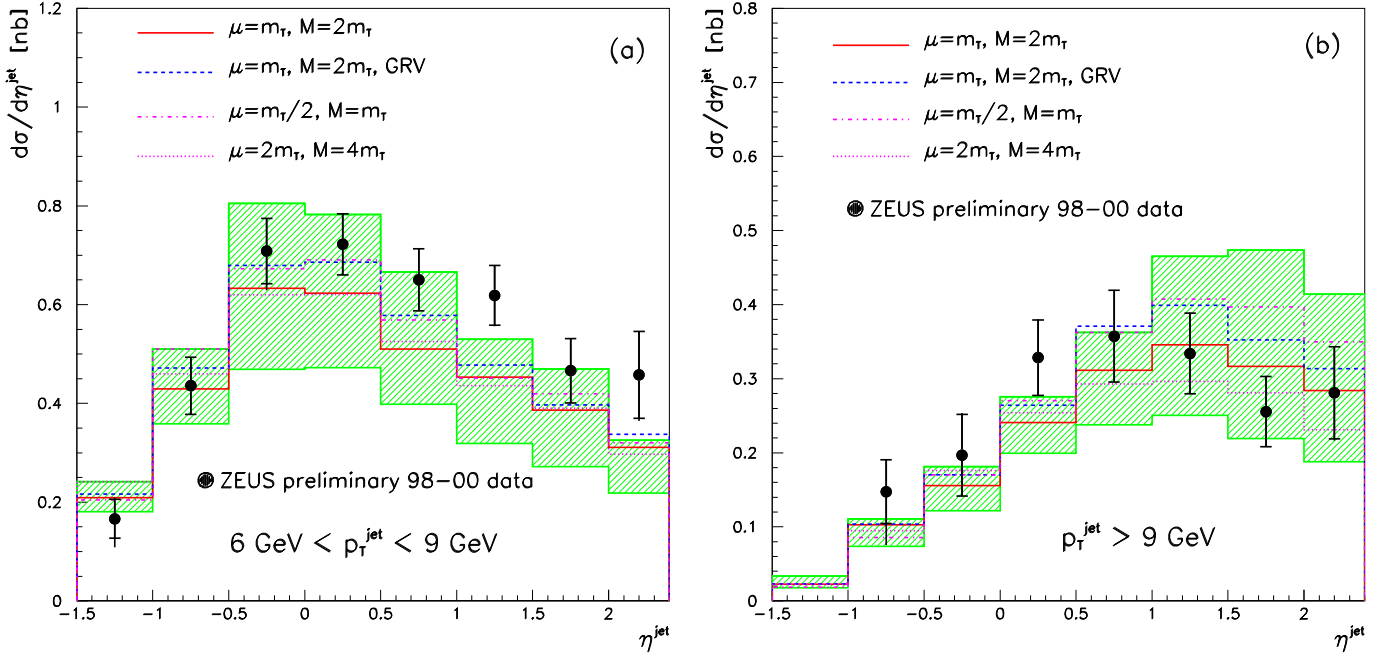 dσ/dη^jet [nb]
1.2
1
0.8
0.6
0.4
0.2
0
μ=m_T, M=2m_T
μ=m_T, M=2m_T, GRV
μ=m_T/2, M=m_T
μ=2m_T, M=4m_T
(a)
ZEUS preliminary 98−00 data
6 GeV < p_T^jet < 9 GeV
−1.5 −1 −0.5 0 0.5 1 1.5 2
η^jet
dσ/dη^jet [nb]
0.8
0.7
0.6
0.5
0.4
0.3
0.2
0.1
0
μ=m_T, M=2m_T
μ=m_T, M=2m_T, GRV
μ=m_T/2, M=m_T
μ=2m_T, M=4m_T
(b)
ZEUS preliminary 98−00 data
p_T^jet > 9 GeV
−1.5 −1 −0.5 0 0.5 1 1.5 2
η^jet